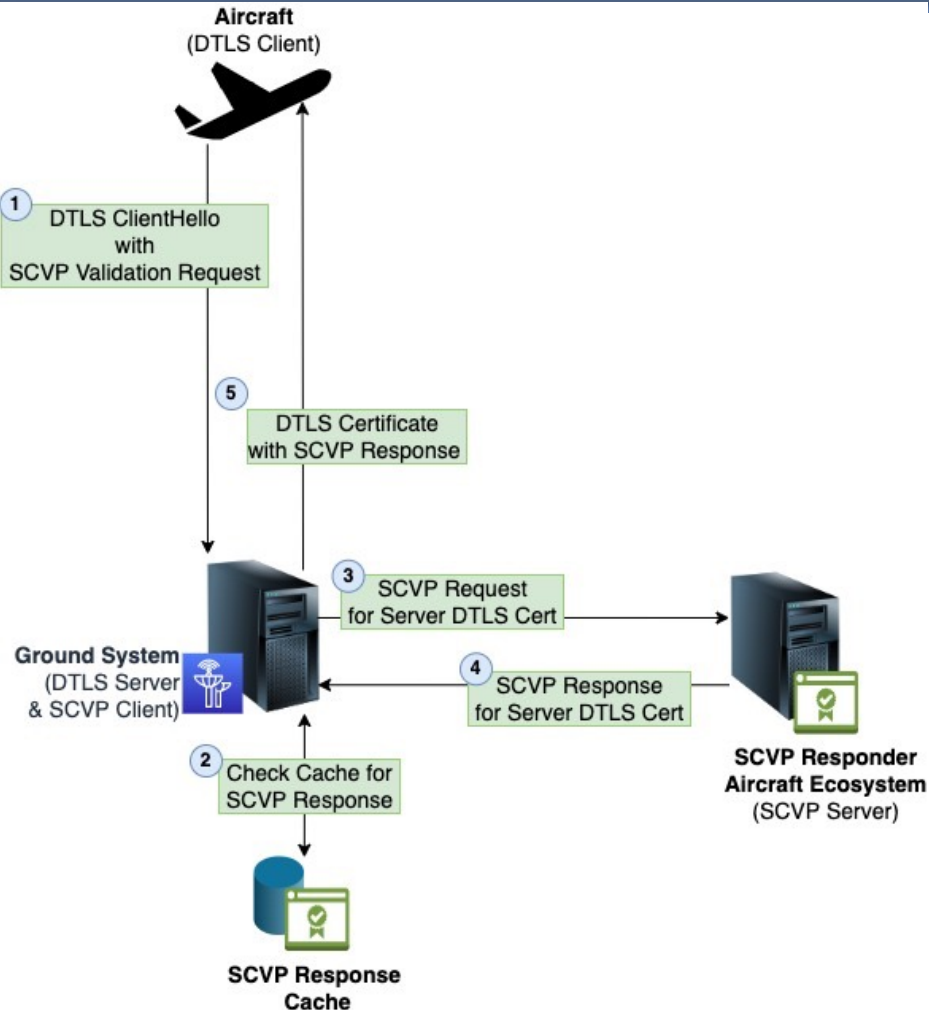 Aircraft
(DTLS Client)
1
DTLS ClientHello
with
SCVP Validation Request
5
DTLS Certificate
with SCVP Response
3
SCVP Request
for Server DTLS Cert
4
SCVP Response
for Server DTLS Cert
Ground System
(DTLS Server
& SCVP Client)
2
Check Cache for
SCVP Response
SCVP Responder
Aircraft Ecosystem
(SCVP Server)
SCVP Response
Cache